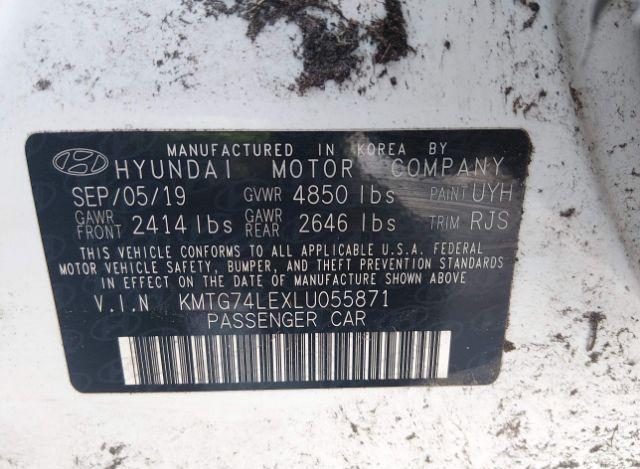 MANUFACTURED IN KOREA BY
HYUNDAI MOTOR COMPANY
SEP/05/19 GVWR 4850 lbs PAINT UYH
GAWR FRONT 2414 lbs GAWR REAR 2646 lbs TRIM RJS
THIS VEHICLE CONFORMS TO ALL APPLICABLE U.S.A. FEDERAL
MOTOR VEHICLE SAFETY, BUMPER, AND THEFT PREVENTION STANDARDS
IN EFFECT ON THE DATE OF MANUFACTURE SHOWN ABOVE
V.I.N KMTG74LEXLU055871
PASSENGER CAR